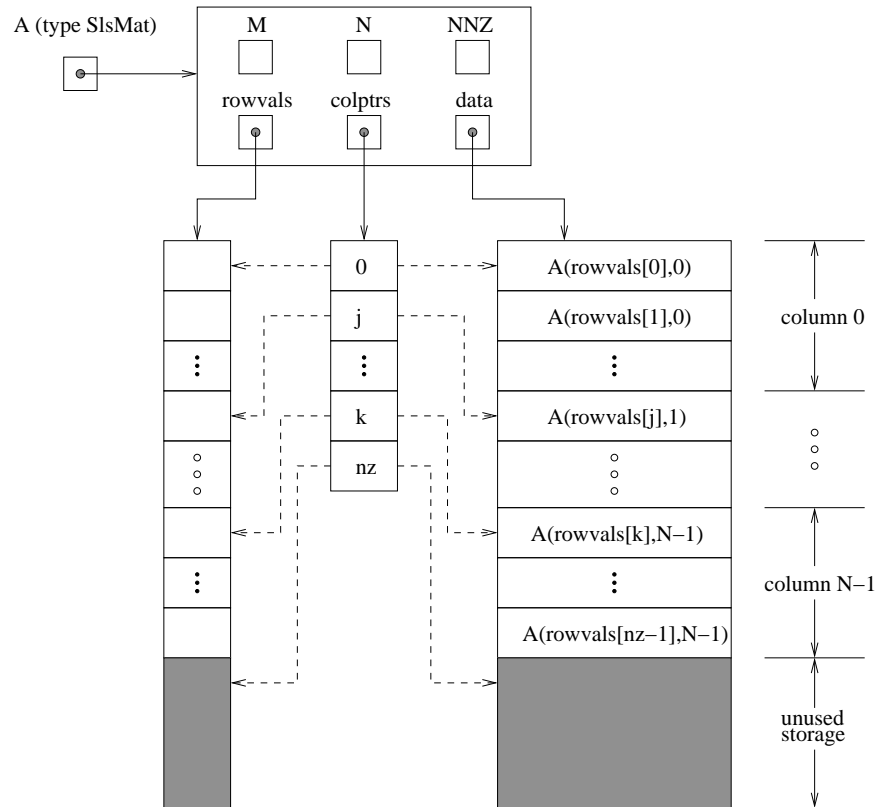 A (type SlsMat)
M N NNZ
rowvals colptrs data
0 A(rowvals[0],0)
j A(rowvals[1],0) column 0
k A(rowvals[j],1)
nz
A(rowvals[k],N−1)
column N−1
A(rowvals[nz−1],N−1)
unused
storage